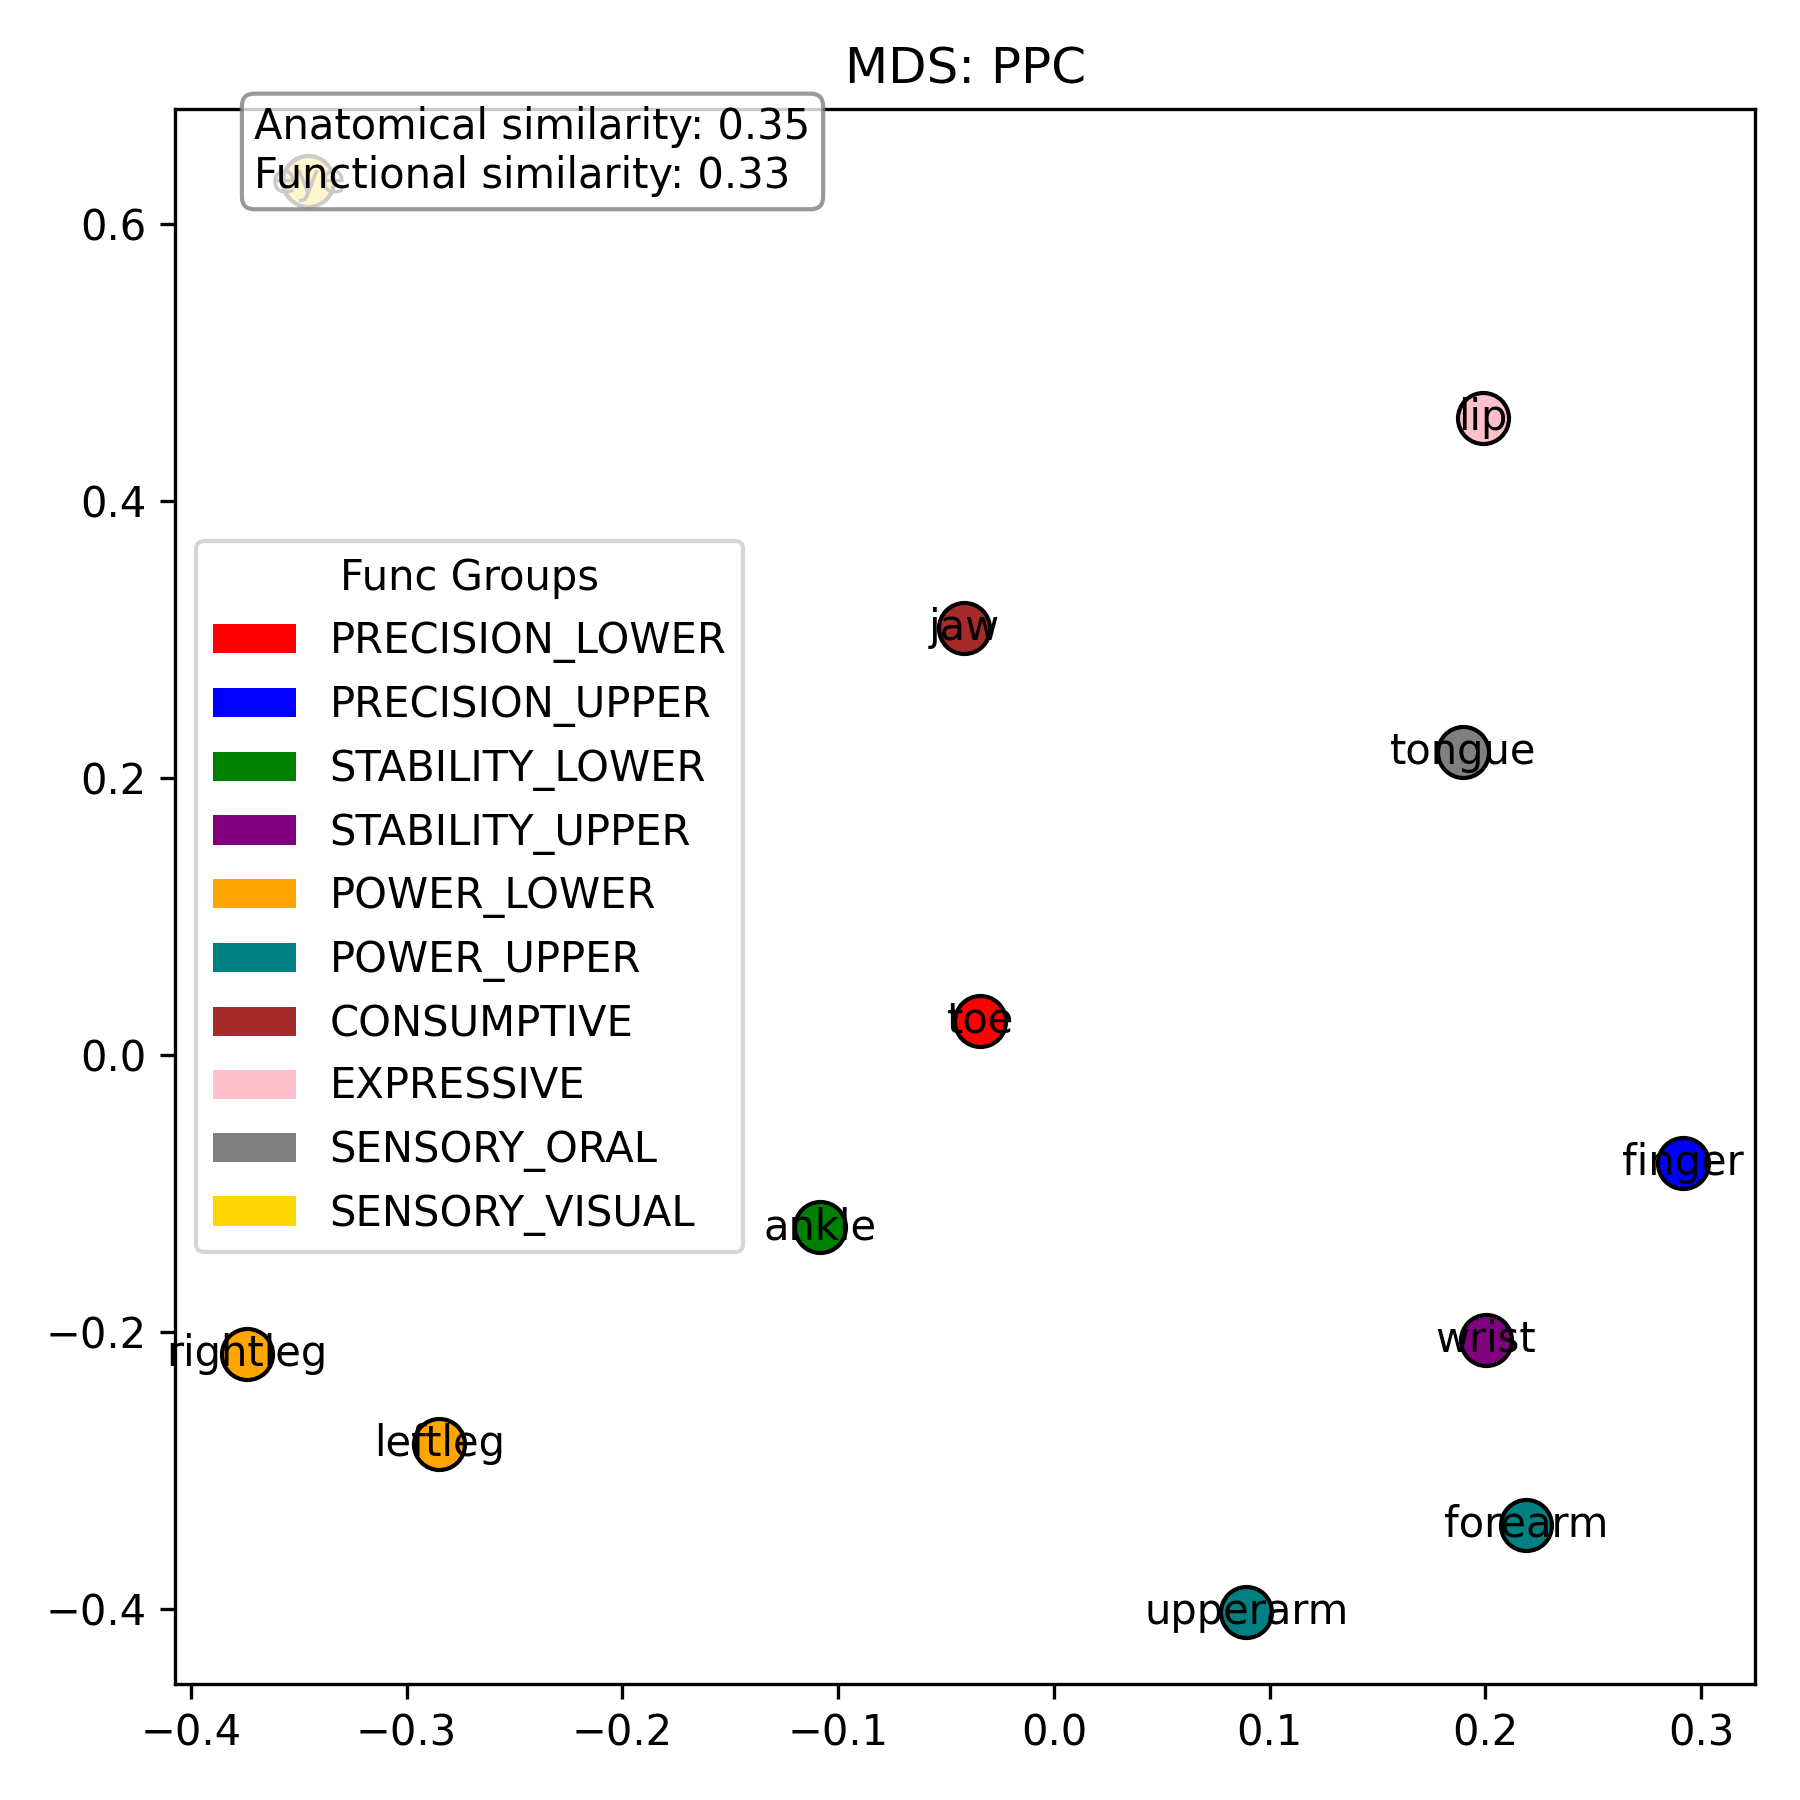 MDS: PPC
Anatomical similarity: 0.35
Functional similarity: 0.33
eye
lip
jaw
tongue
toe
finger
ankle
wrist
rightleg
leftleg
forearm
upperarm
Func Groups
PRECISION_LOWER
PRECISION_UPPER
STABILITY_LOWER
STABILITY_UPPER
POWER_LOWER
POWER_UPPER
CONSUMPTIVE
EXPRESSIVE
SENSORY_ORAL
SENSORY_VISUAL
0.6
0.4
0.2
0.0
−0.2
−0.4
−0.4 −0.3 −0.2 −0.1 0.0 0.1 0.2 0.3